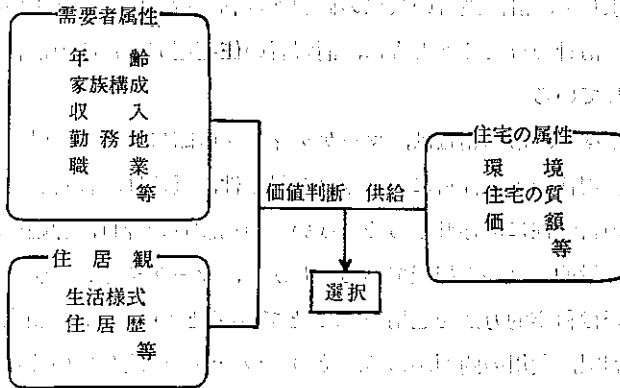 需要者属性
年齢
家族構成
収入
勤務地
職業
等
住居観
生活様式
住居歴
等
価値判断 供給
選択
住宅の属性
環境
住宅の質
価額
等